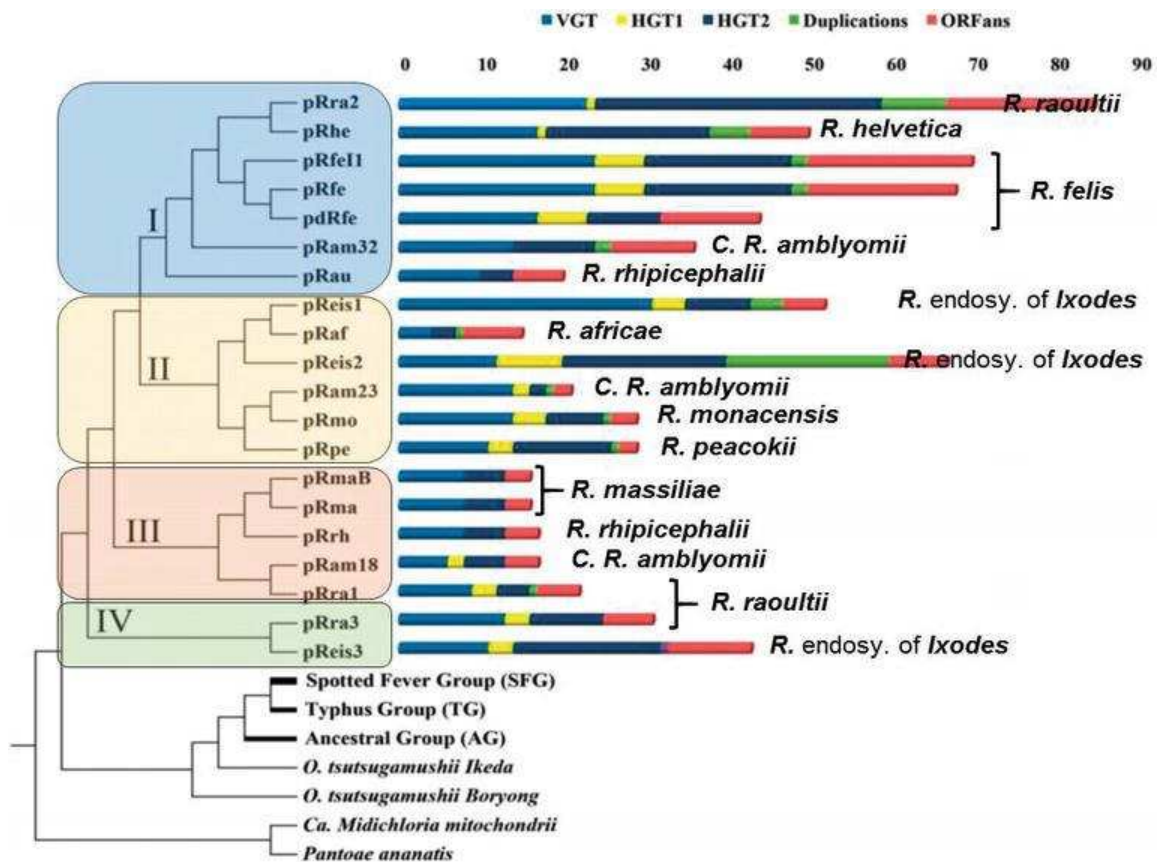 VGT HGT1 HGT2 Duplications ORFans
0 10 20 30 40 50 60 70 80 90
pRra2 R. raoultii
pRhe R. helvetica
pRfeI1
pRfe R. felis
pdRfe
I
pRam32 C. R. amblyomii
pRau R. rhipicephalii
pReis1 R. endosy. of Ixodes
pRaf R. africae
II
pReis2 R. endosy. of Ixodes
pRam23 C. R. amblyomii
pRmo R. monacensis
pRpe R. peacokii
pRmaB
R. massiliae
pRma
III
pRrh R. rhipicephalii
pRam18 C. R. amblyomii
pRra1
R. raoultii
IV
pRra3
pReis3 R. endosy. of Ixodes
Spotted Fever Group (SFG)
Typhus Group (TG)
Ancestral Group (AG)
O. tsutsugamushii Ikeda
O. tsutsugamushii Boryong
Ca. Midichloria mitochondrii
Pantoae ananatis